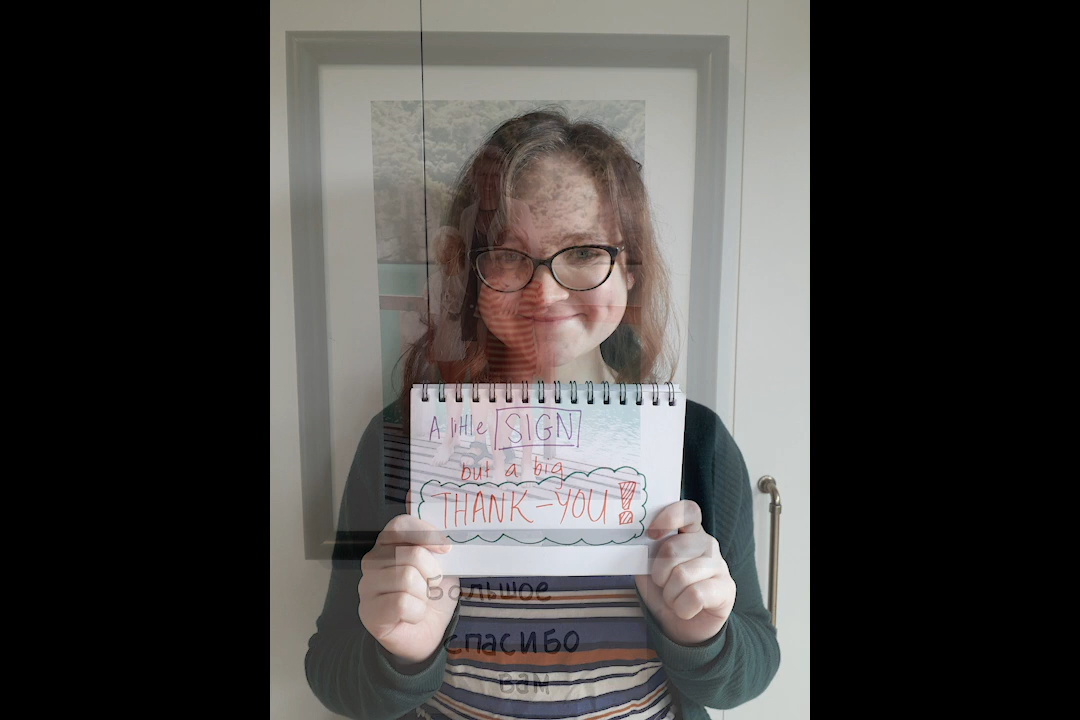 A little SIGN
but a big
THANK-YOU!
большое
спасибо
вам